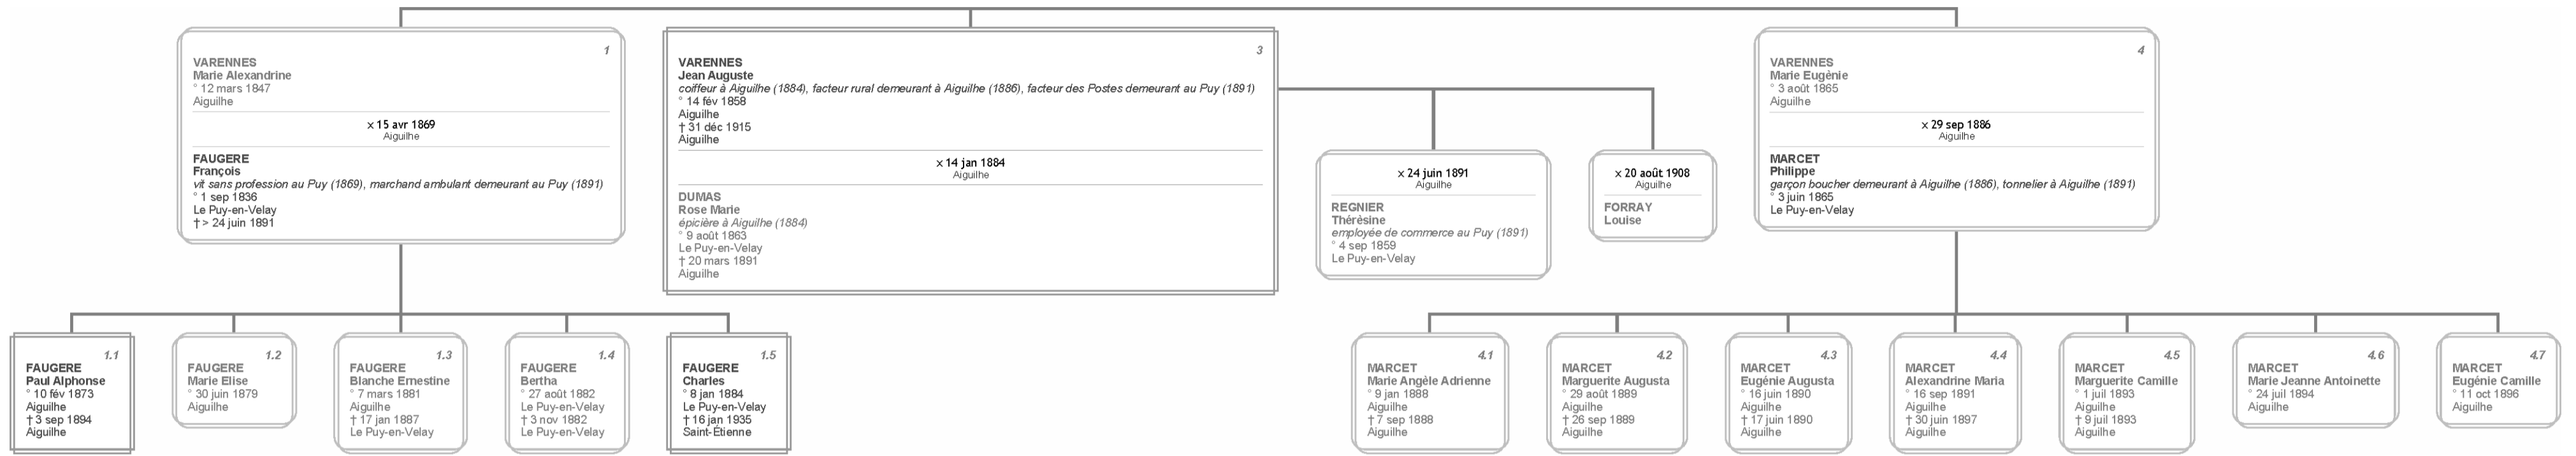 1
VARENNES
Marie Alexandrine
° 12 mars 1847
Aiguilhe
x 15 avr 1869
Aiguilhe
FAUGERE
François
vit sans profession au Puy (1869), marchand ambulant demeurant au Puy (1891)
° 1 sep 1836
Le Puy-en-Velay
† > 24 juin 1891
3
VARENNES
Jean Auguste
coiffeur à Aiguilhe (1884), facteur rural demeurant à Aiguilhe (1886), facteur des Postes demeurant au Puy (1891)
° 14 fév 1858
Aiguilhe
† 31 déc 1915
Aiguilhe
x 14 jan 1884
Aiguilhe
DUMAS
Rose Marie
épicière à Aiguilhe (1884)
° 9 août 1863
Le Puy-en-Velay
† 20 mars 1891
Aiguilhe
x 24 juin 1891
Aiguilhe
REGNIER
Thérèsine
employée de commerce au Puy (1891)
° 4 sep 1859
Le Puy-en-Velay
x 20 août 1908
Aiguilhe
FORRAY
Louise
4
VARENNES
Marie Eugènie
° 3 août 1865
Aiguilhe
x 29 sep 1886
Aiguilhe
MARCET
Philippe
garçon boucher demeurant à Aiguilhe (1886), tonnelier à Aiguilhe (1891)
° 3 juin 1865
Le Puy-en-Velay
1.1
FAUGERE
Paul Alphonse
° 10 fév 1873
Aiguilhe
† 3 sep 1894
Aiguilhe
1.2
FAUGERE
Marie Elise
° 30 juin 1879
Aiguilhe
1.3
FAUGERE
Blanche Ernestine
° 7 mars 1881
Aiguilhe
† 17 jan 1887
Le Puy-en-Velay
1.4
FAUGERE
Bertha
° 27 août 1882
Le Puy-en-Velay
† 3 nov 1882
Le Puy-en-Velay
1.5
FAUGERE
Charles
° 8 jan 1884
Le Puy-en-Velay
† 16 jan 1935
Saint-Étienne
4.1
MARCET
Marie Angèle Adrienne
° 9 jan 1888
Aiguilhe
† 7 sep 1888
Aiguilhe
4.2
MARCET
Marguerite Augusta
° 29 août 1889
Aiguilhe
† 26 sep 1889
Aiguilhe
4.3
MARCET
Eugénie Augusta
° 16 juin 1890
Aiguilhe
† 17 juin 1890
Aiguilhe
4.4
MARCET
Alexandrine Maria
° 16 sep 1891
Aiguilhe
† 30 juin 1897
Aiguilhe
4.5
MARCET
Marguerite Camille
° 1 juil 1893
Aiguilhe
† 9 juil 1893
Aiguilhe
4.6
MARCET
Marie Jeanne Antoinette
° 24 juil 1894
Aiguilhe
4.7
MARCET
Eugénie Camille
° 11 oct 1896
Aiguilhe